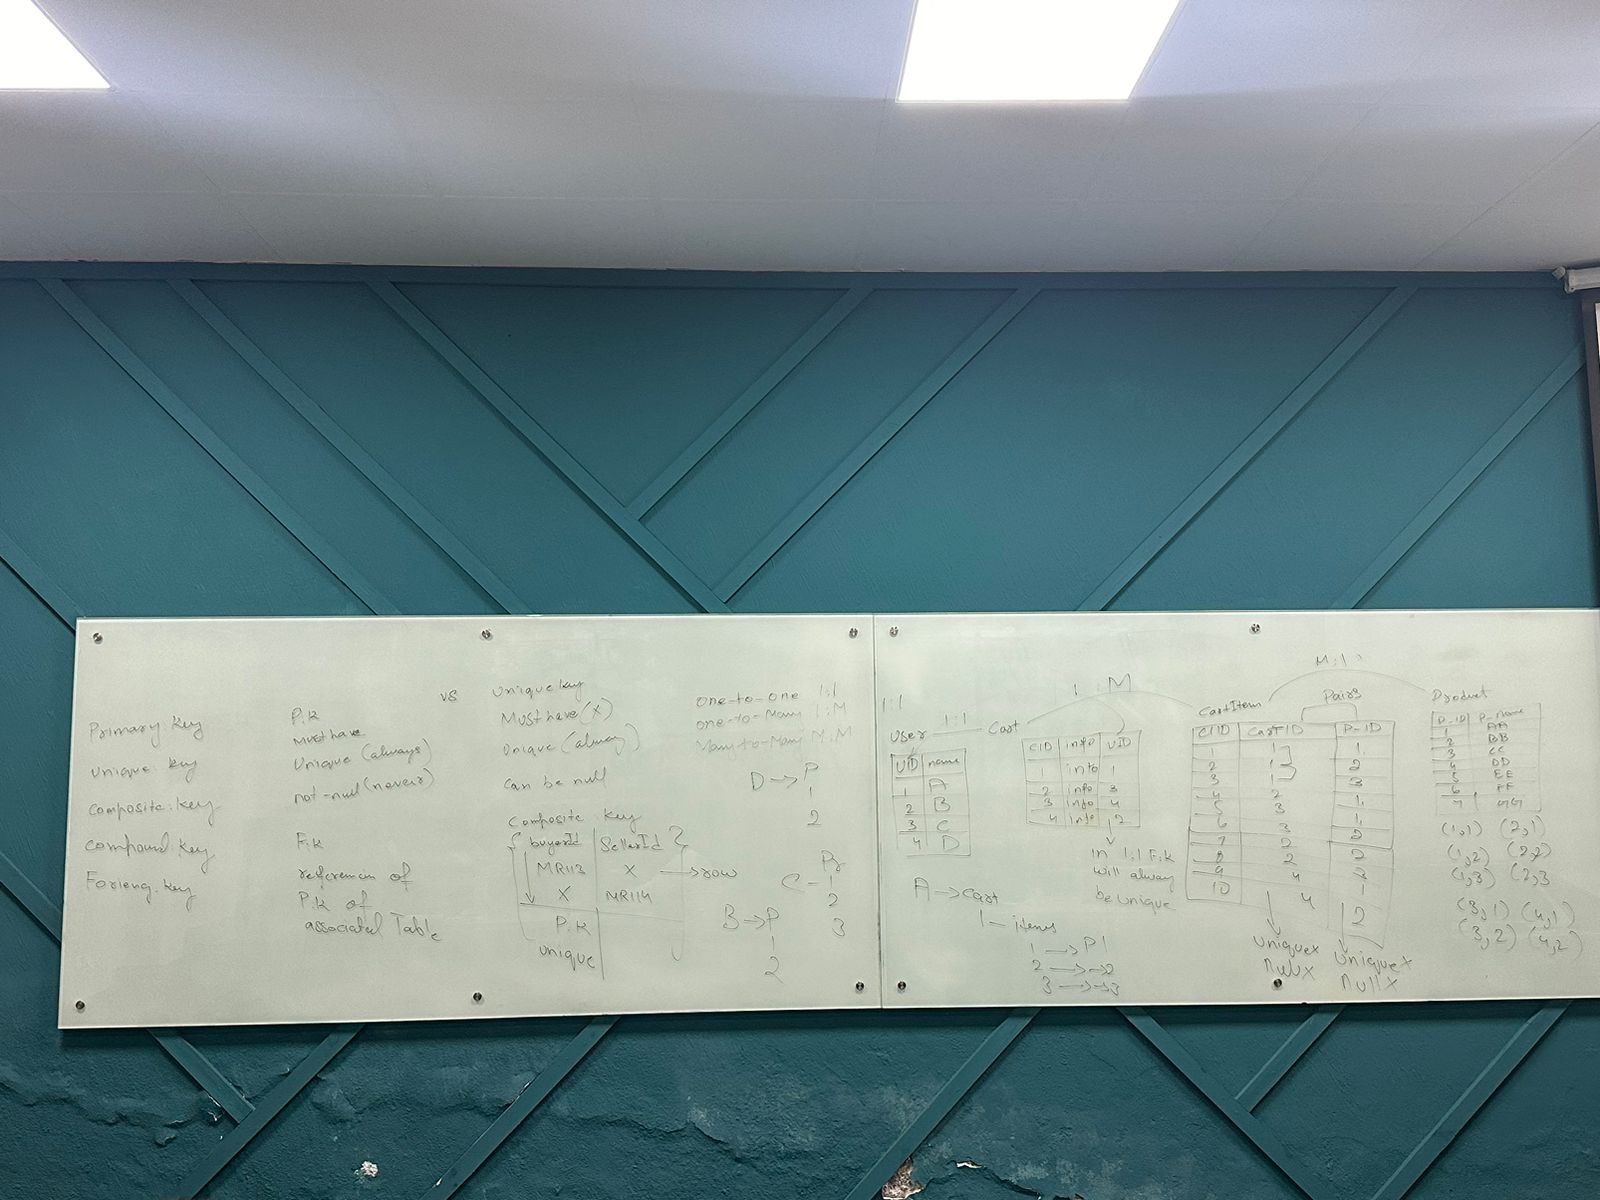 Primary Key
Unique. Key
Composite. Key
Compound. Key
Forieng. Key
P.K
Must have
Unique (always)
not-null (never)
F.K
P.K of
associated Table
vs
Unique key
Must have (X)
Unique (alway)
can be null
Composite Key
{ buyerId | SellerId }
MR113 X → row
X MR114
P.K
unique
one-to-one 1:1
one-to-Many 1:M
Many-to-Many M:M
D → P
1
2
Pr
C - 1
2
3
B → P
1
2
1:1
User 1:1 Cart
UID name
1 A
2 B
3 C
4 D
A → Cart
1 - items
1 → P1
2 → → 2
3 → → 3
1 : M
CID info UID
1 info 1
2 info 3
3 info 4
4 info 2
in 1:1 F.K
will alway
be unique
M:1
CartItem
Pairs
CIID CartID P-ID
1 1 1
2 1 2
3 1 3
4 2 1
5 3 1
6 3 2
7 2 2
8 2 3
9 4 1
10 4 2
Unique x
Null x
Unique x
Null x
Product
P-ID P-name
1 AA
2 BB
3 CC
4 DD
5 EE
6 FF
7 GG
(1,1) (2,1)
(1,2) (2,2)
(1,3) (2,3
(3,1) (4,1)
(3,2) (4,2)